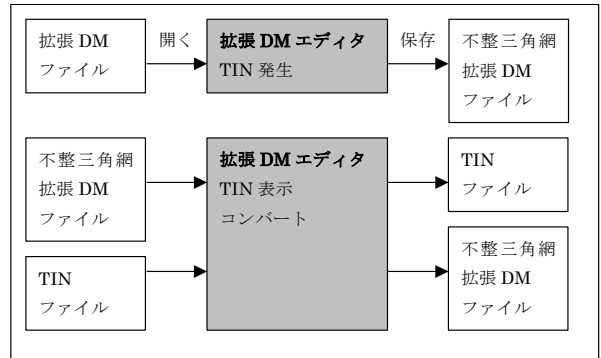 拡張 DM
ファイル
開く
拡張 DM エディタ
TIN 発生
保存
不整三角網
拡張 DM
ファイル
不整三角網
拡張 DM
ファイル
TIN
ファイル
拡張 DM エディタ
TIN 表示
コンバート
TIN
ファイル
不整三角網
拡張 DM
ファイル